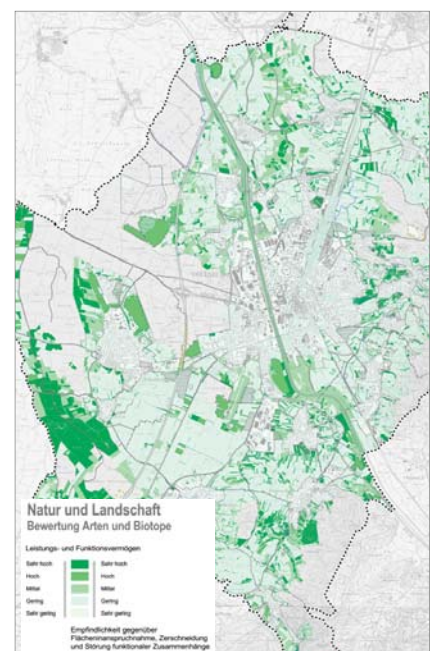 Natur und Landschaft
Bewertung Arten und Biotope
Leistungs- und Funktionsvermögen
Sehr hoch Sehr hoch
Hoch Hoch
Mittel Mittel
Gering Gering
Sehr gering Sehr gering
Empfindlichkeit gegenüber
Flächeninanspruchnahme, Zerschneidung
und Störung funktionaler Zusammenhänge